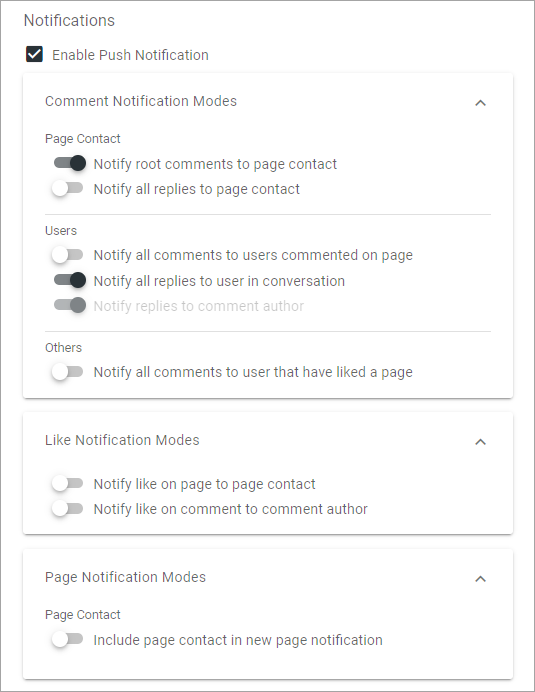 Notifications
Enable Push Notification
Comment Notification Modes
Page Contact
Notify root comments to page contact
Notify all replies to page contact
Users
Notify all comments to users commented on page
Notify all replies to user in conversation
Notify replies to comment author
Others
Notify all comments to user that have liked a page
Like Notification Modes
Notify like on page to page contact
Notify like on comment to comment author
Page Notification Modes
Page Contact
Include page contact in new page notification